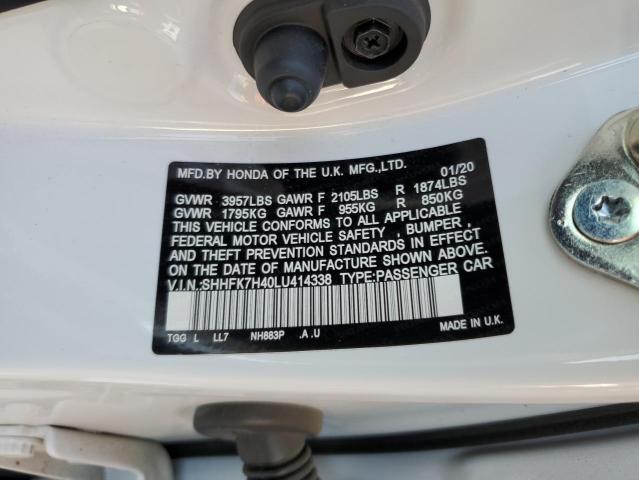 MFD.BY HONDA OF THE U.K. MFG.,LTD. 01/20
GVWR 3957LBS GAWR F 2105LBS R 1874LBS
GVWR 1795KG GAWR F 955KG R 850KG
THIS VEHICLE CONFORMS TO ALL APPLICABLE
FEDERAL MOTOR VEHICLE SAFETY , BUMPER ,
AND THEFT PREVENTION STANDARDS IN EFFECT
ON THE DATE OF MANUFACTURE SHOWN ABOVE.
V.I.N.:SHHFK7H40LU414338 TYPE:PASSENGER CAR
TGG L LL7 NH883P .A .U MADE IN U.K.